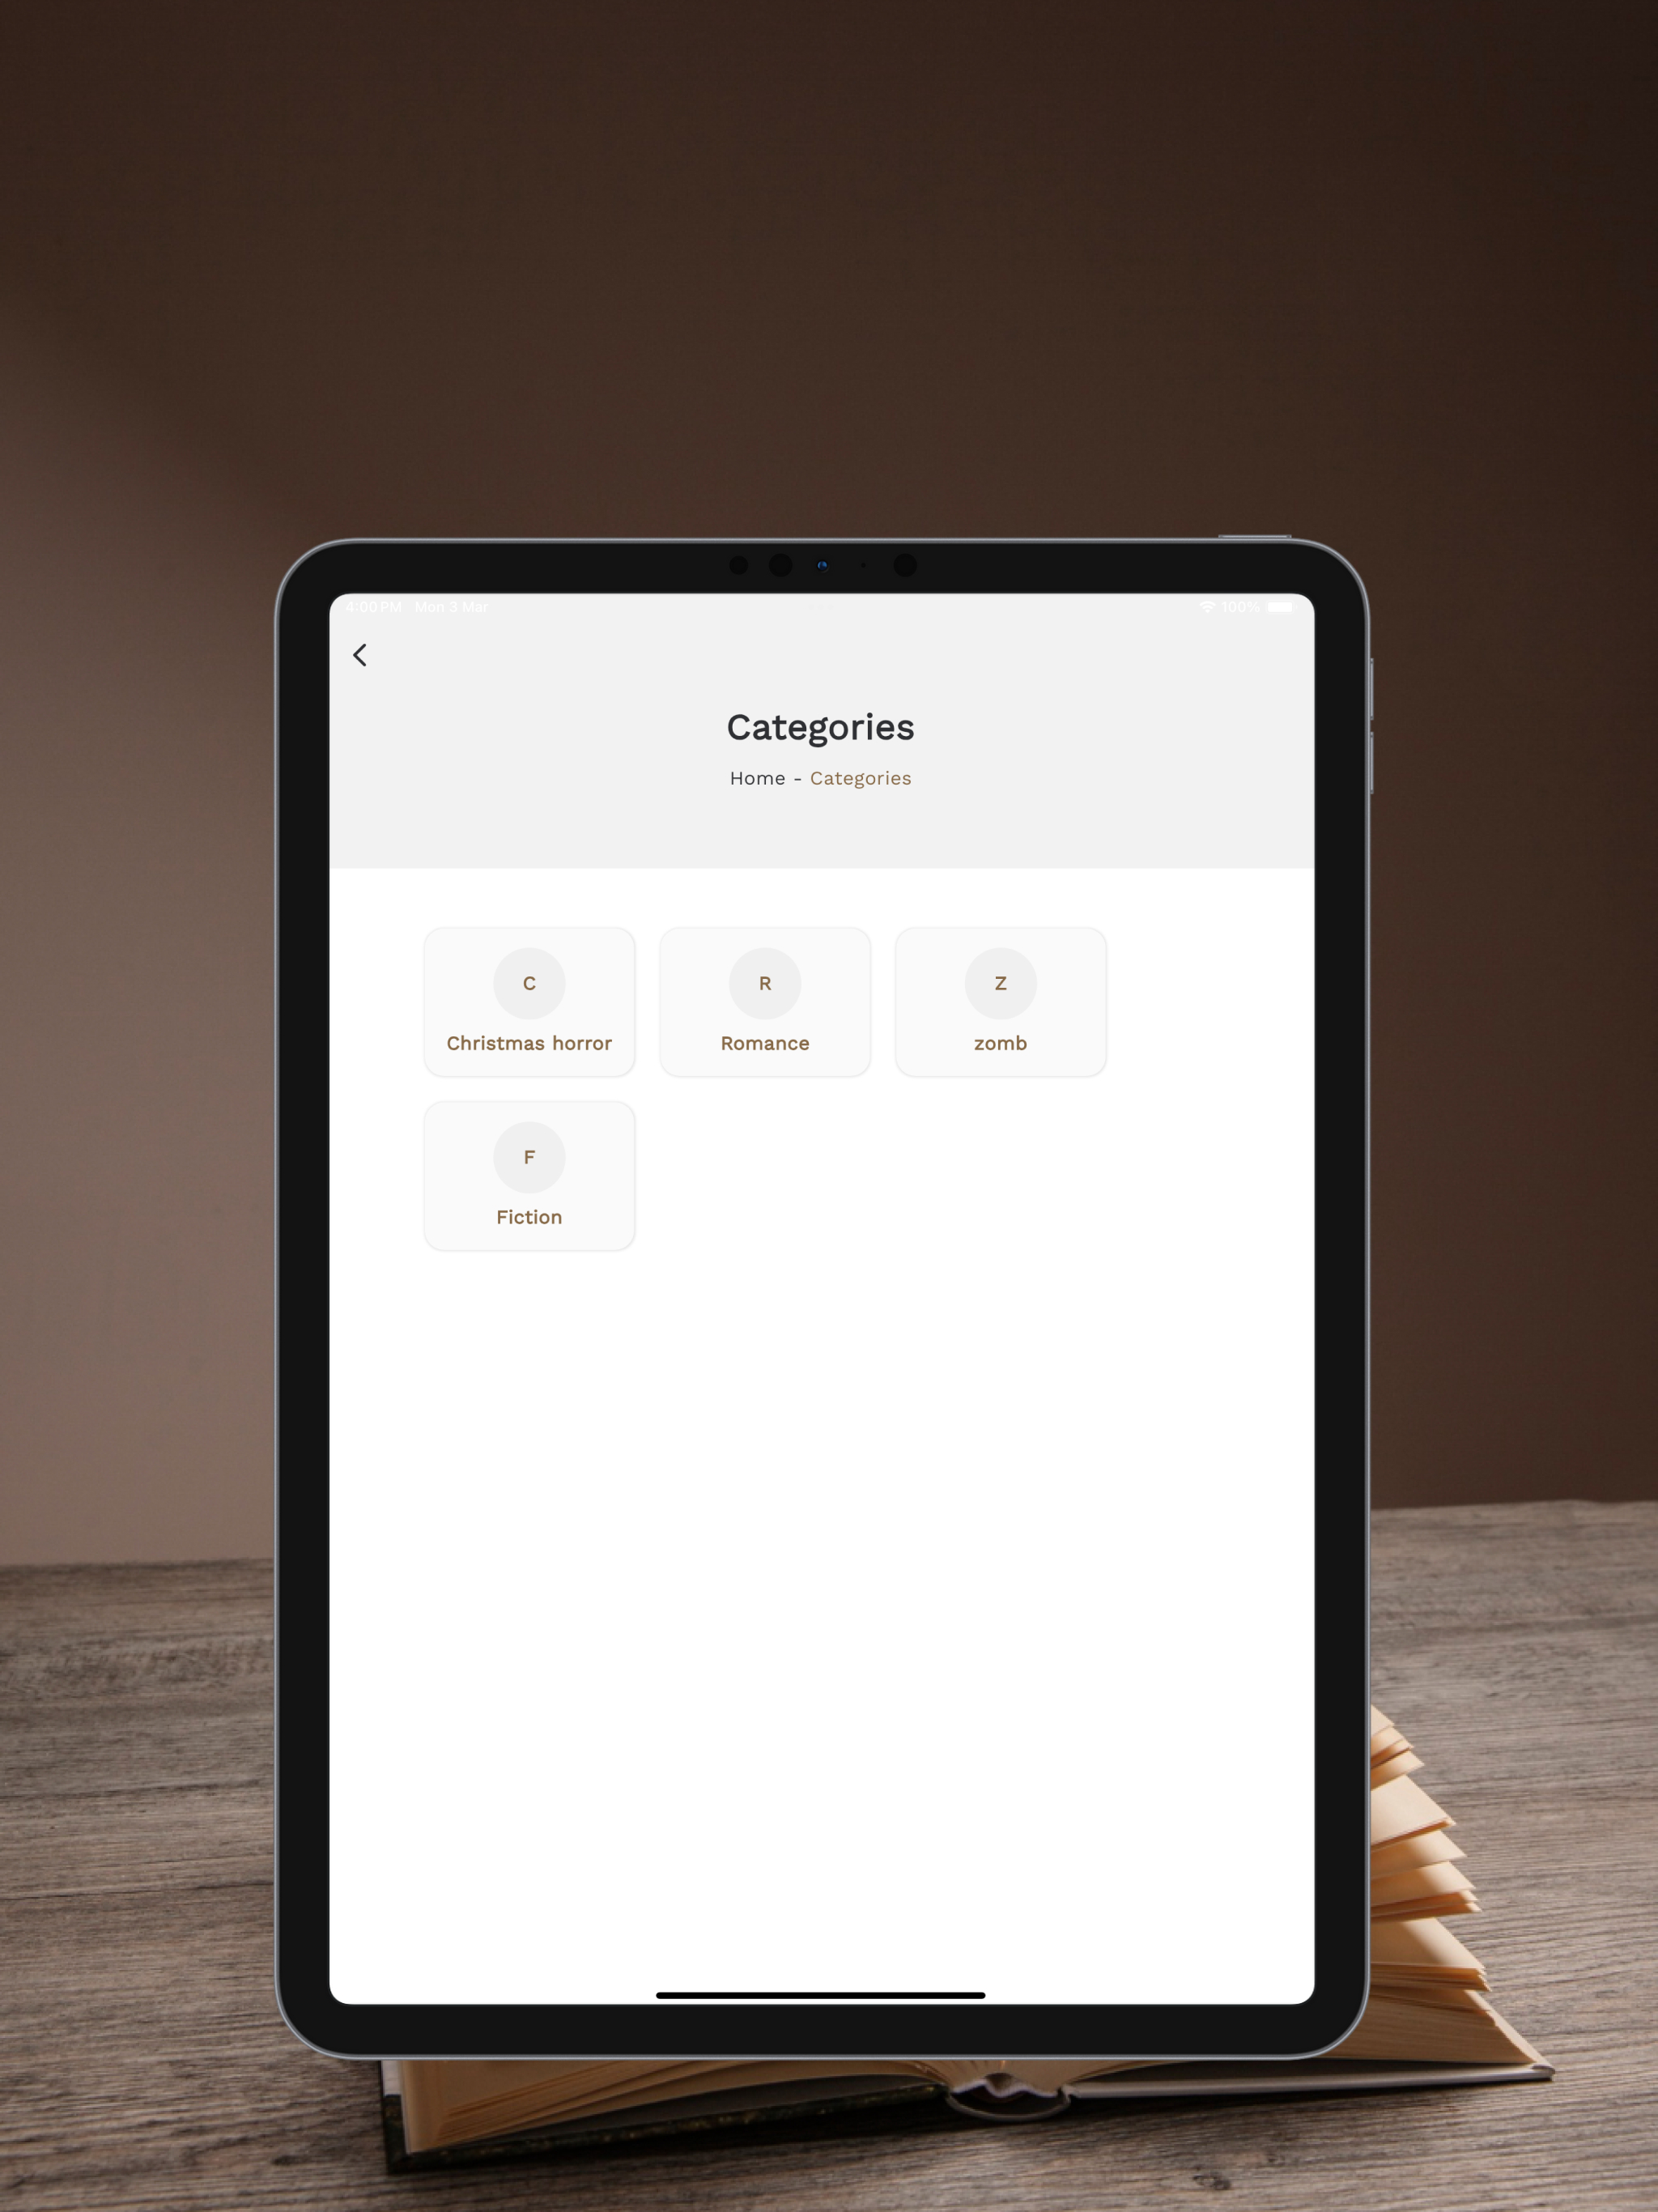 4:00 PM Mon 3 Mar 100%
Categories
Home - Categories
C R Z
Christmas horror Romance zomb
F
Fiction